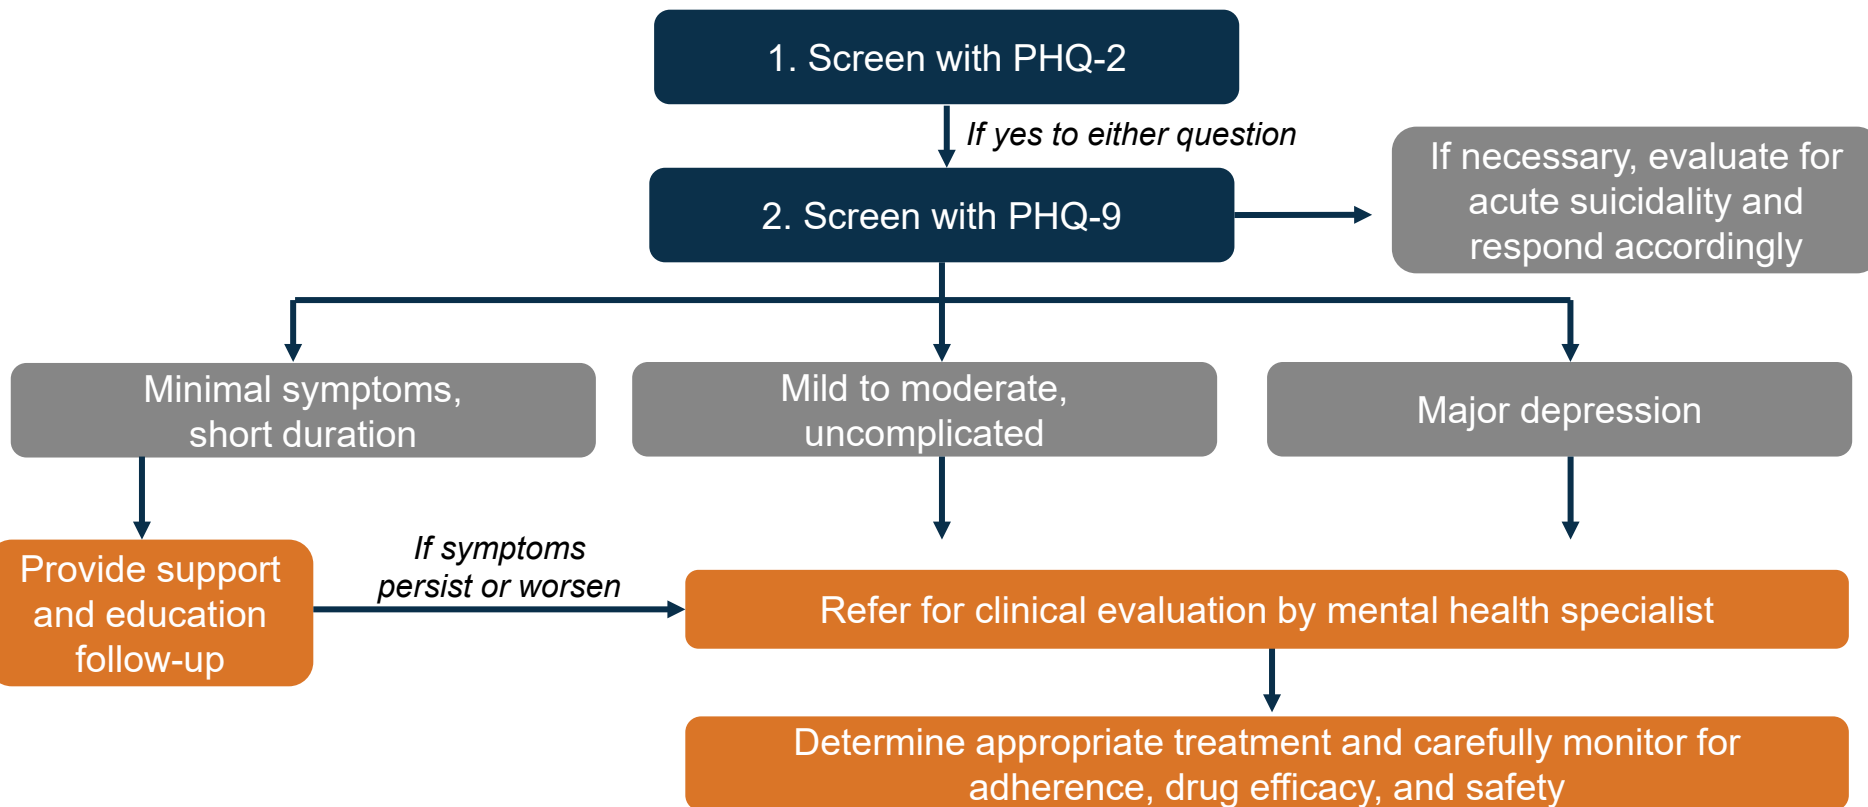 1. Screen with PHQ-2
If yes to either question
If necessary, evaluate for
acute suicidality and
respond accordingly
2. Screen with PHQ-9
Minimal symptoms,
short duration
Mild to moderate,
uncomplicated
Major depression
Provide support
and education
follow-up
If symptoms
persist or worsen
Refer for clinical evaluation by mental health specialist
Determine appropriate treatment and carefully monitor for
adherence, drug efficacy, and safety